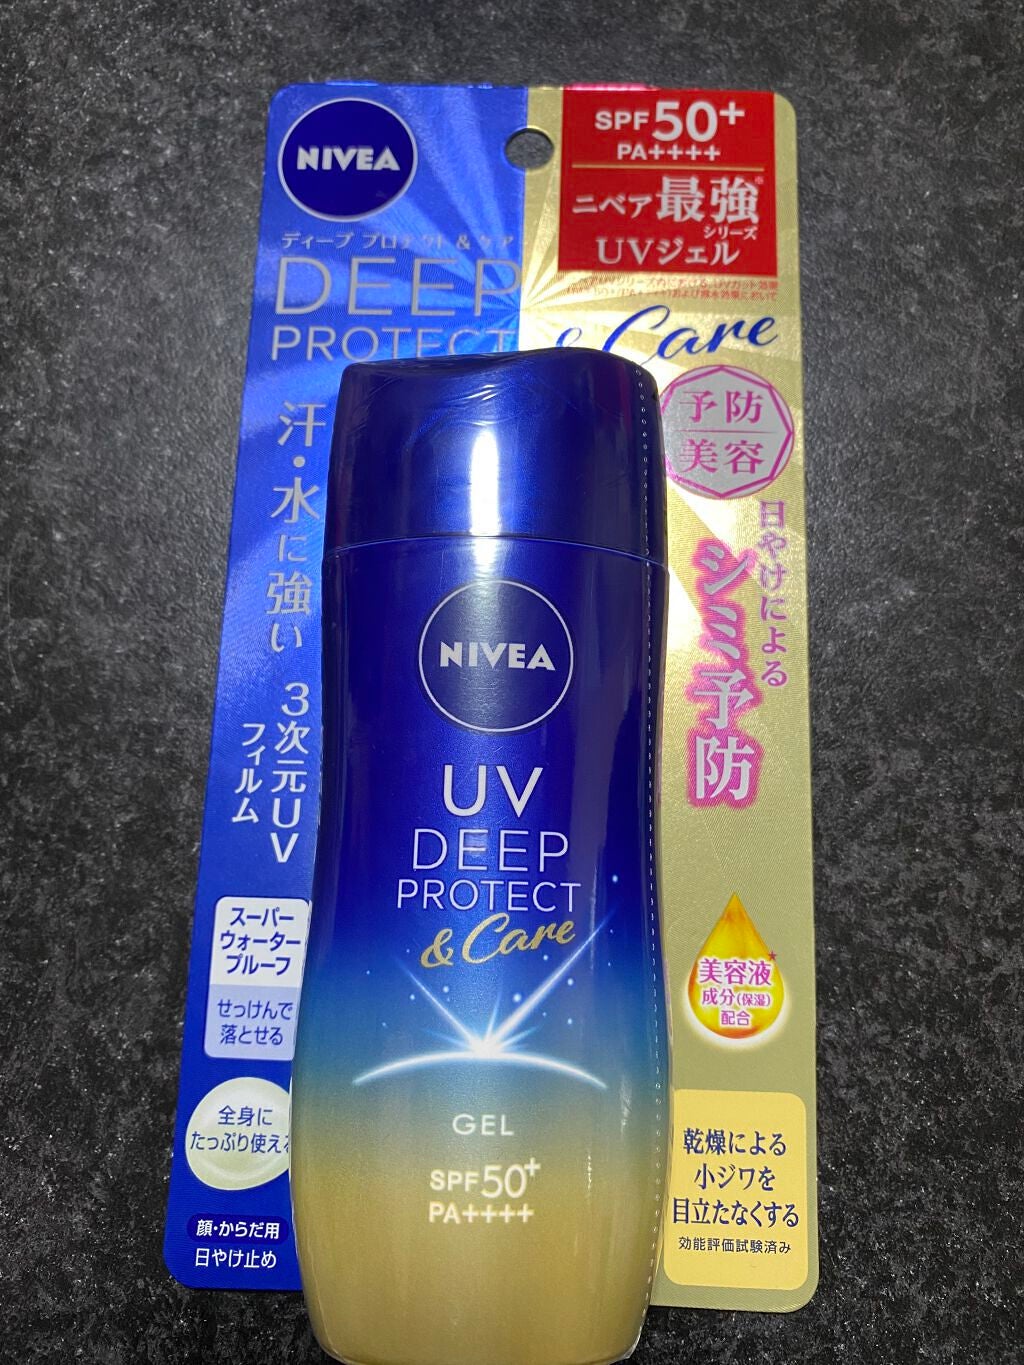 NIVEA
SPF50+
PA++++
ニベア最強※
シリーズ
UVジェル
ディープ プロテクト & ケア
DEEP
PROTECT
& Care
汗・水に強い
3次元UV
フィルム
予防
美容
日やけによる
シミ予防
NIVEA
UV
DEEP
PROTECT
& Care
GEL
SPF50+
PA++++
スーパー
ウォーター
プルーフ
せっけんで
落とせる
全身に
たっぷり使える
顔・からだ用
日やけ止め
美容液★
成分(保湿)
配合
乾燥による
小ジワを
目立たなくする
効能評価試験済み